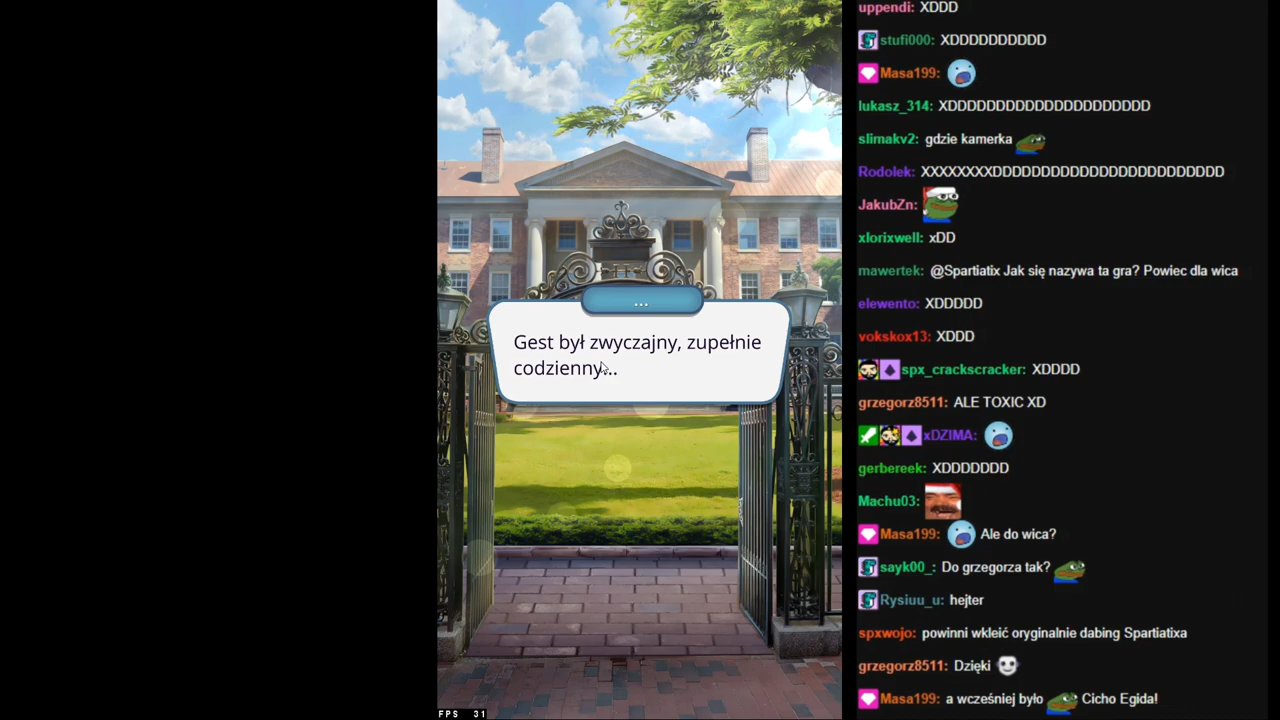 ...
Gest był zwyczajny, zupełnie
codzienny...
FPS 31
uppendi: XDDD
stufi000: XDDDDDDDDDD
Masa199:
lukasz_314: XDDDDDDDDDDDDDDDDDDDDD
slimakv2: gdzie kamerka
Rodolek: XXXXXXXXDDDDDDDDDDDDDDDDDDDDDDDD
JakubZn:
xlorixwell: xDD
mawertek: @Spartiatix Jak się nazywa ta gra? Powiec dla wica
elewento: XDDDDD
vokskox13: XDDD
spx_crackscracker: XDDDD
grzegorz8511: ALE TOXIC XD
xDZIMA:
gerbereek: XDDDDDDD
Machu03:
Masa199: Ale do wica?
sayk00_: Do grzegorza tak?
Rysiuu_u: hejter
spxwojo: powinni wkleić oryginalnie dabing Spartiatixa
grzegorz8511: Dzięki
Masa199: a wcześniej było Cicho Egida!